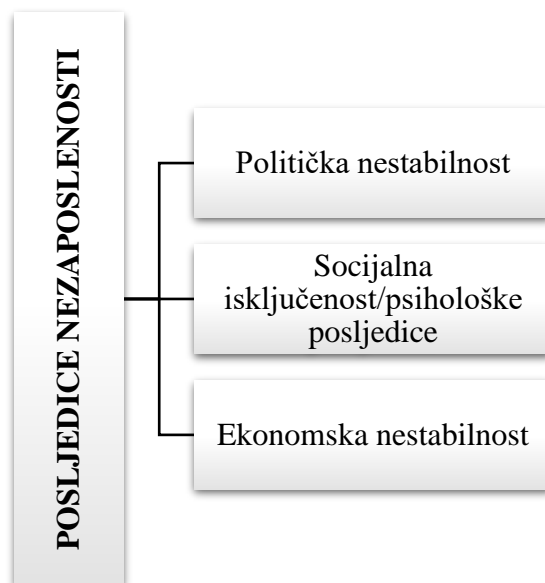 POSLJEDICE NEZAPOSLENOSTI
Politička nestabilnost
Socijalna
isključenost/psihološke
posljedice
Ekonomska nestabilnost